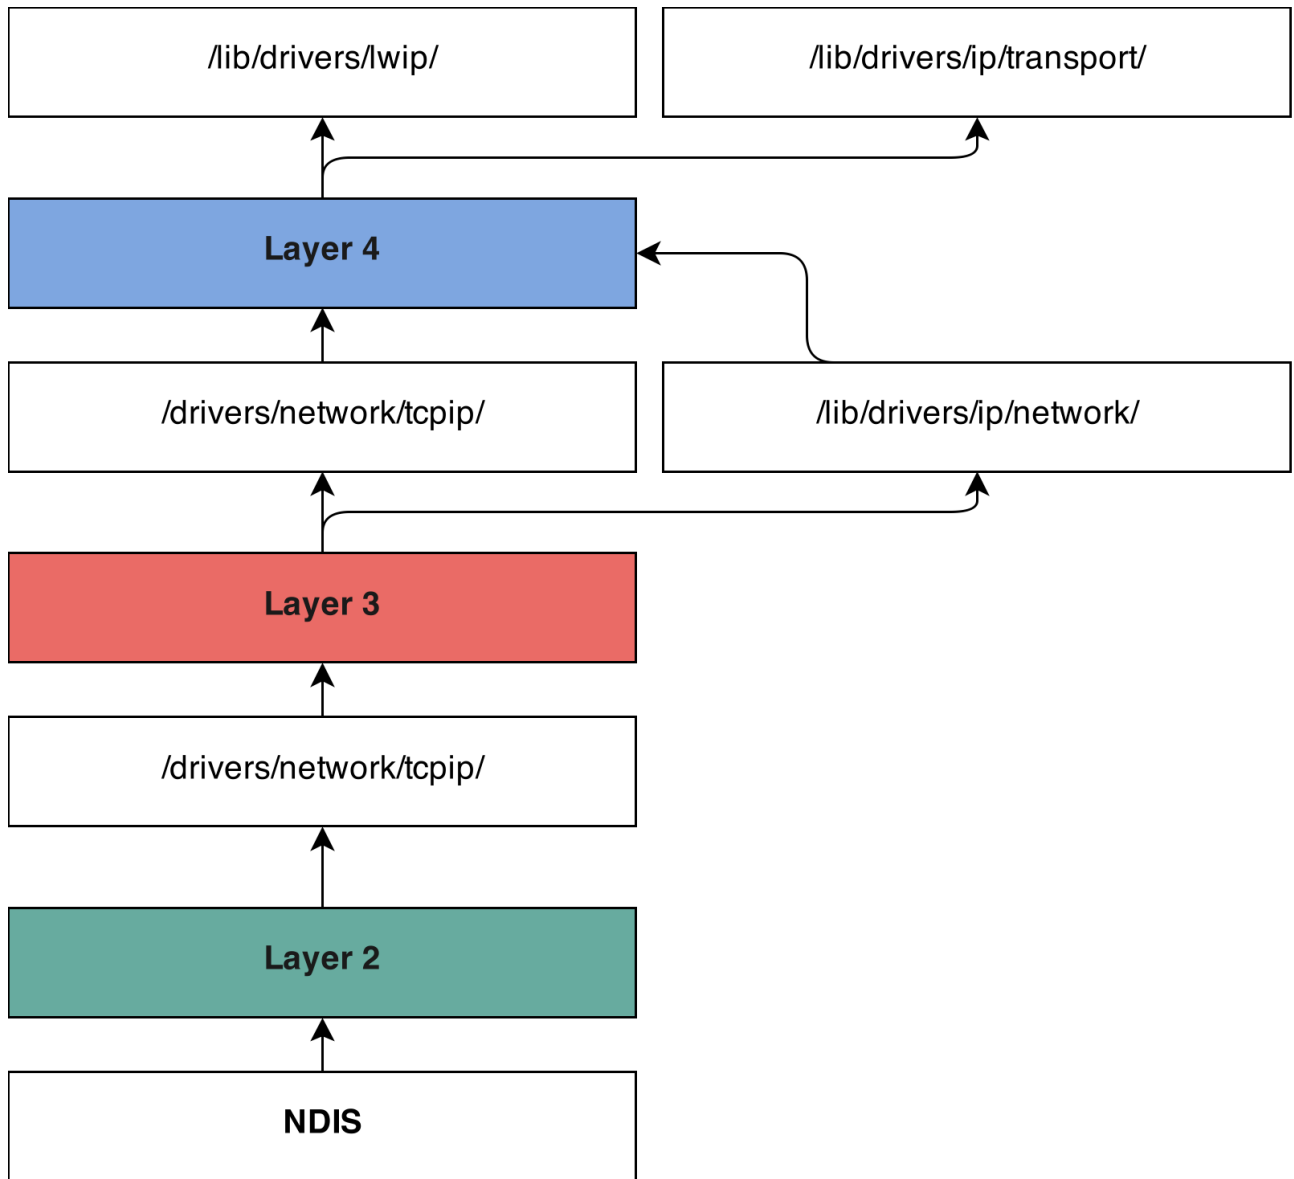 /lib/drivers/lwip/
/lib/drivers/ip/transport/
Layer 4
/drivers/network/tcpip/
/lib/drivers/ip/network/
Layer 3
/drivers/network/tcpip/
Layer 2
NDIS